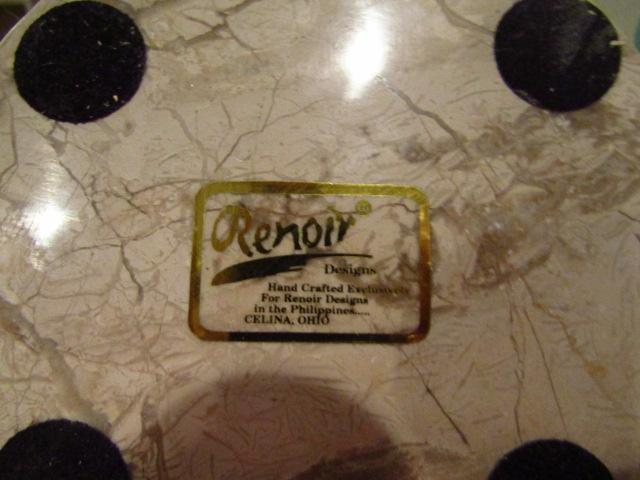 Renoir
Designs
Hand Crafted Exclusively
For Renoir Designs
in the Philippines.....
CELINA, OHIO